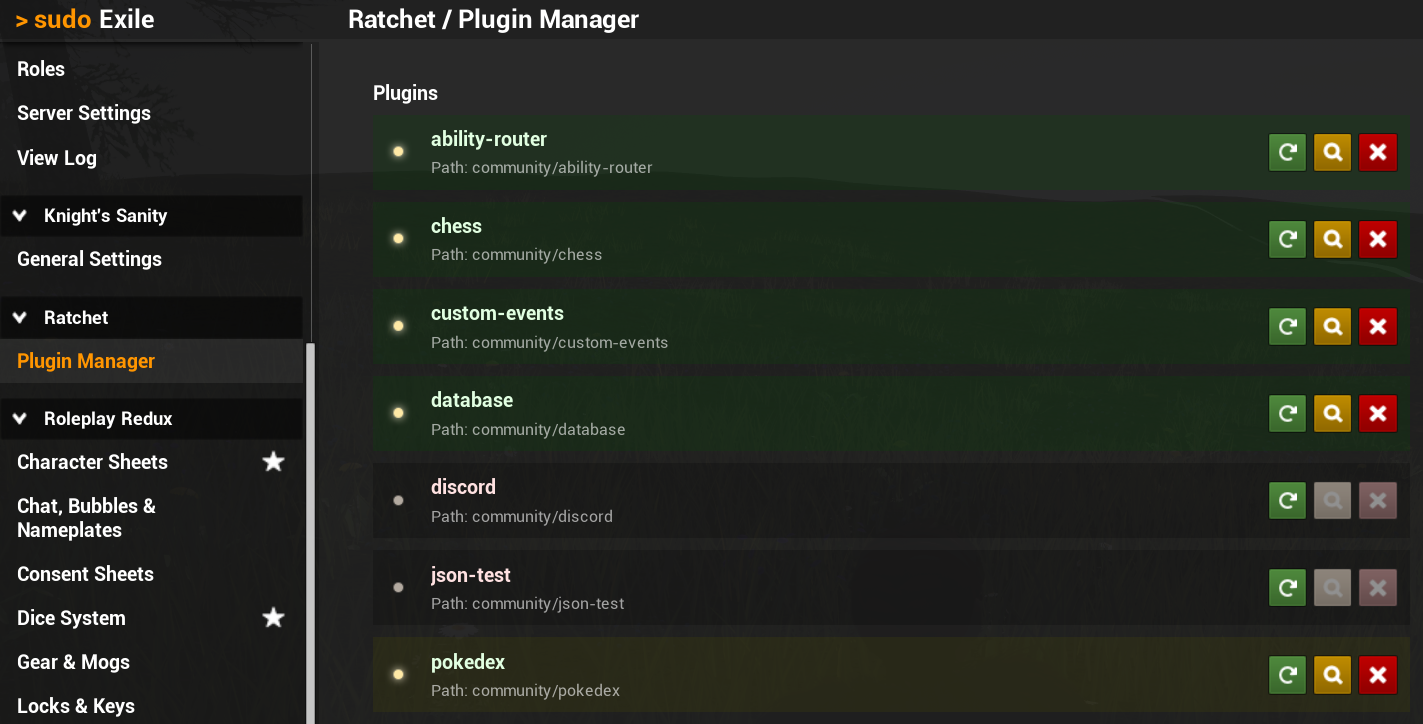 > sudo Exile
Ratchet / Plugin Manager
Roles
Server Settings
View Log
Knight's Sanity
General Settings
Ratchet
Plugin Manager
Roleplay Redux
Character Sheets
Chat, Bubbles &
Nameplates
Consent Sheets
Dice System
Gear & Mogs
Locks & Keys
Plugins
ability-router
Path: community/ability-router
chess
Path: community/chess
custom-events
Path: community/custom-events
database
Path: community/database
discord
Path: community/discord
json-test
Path: community/json-test
pokedex
Path: community/pokedex